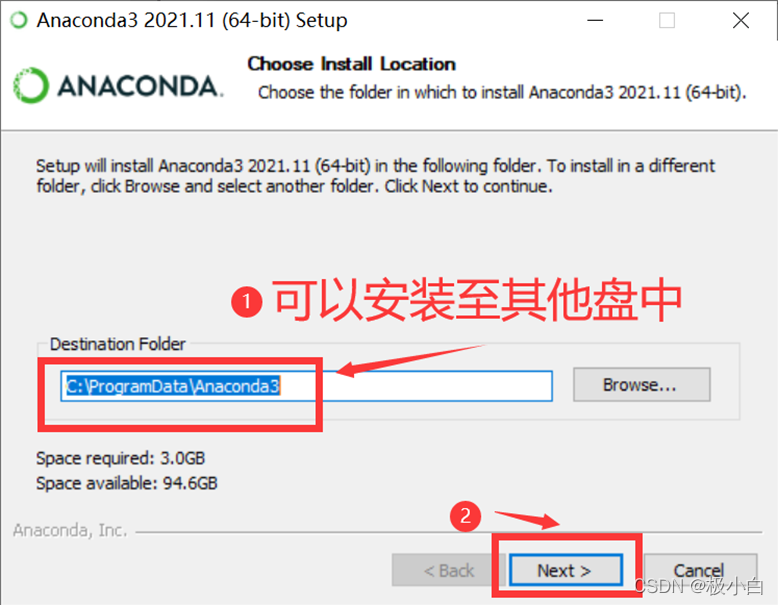 Anaconda3 2021.11 (64-bit) Setup
ANACONDA.
Choose Install Location
Choose the folder in which to install Anaconda3 2021.11 (64-bit).
Setup will install Anaconda3 2021.11 (64-bit) in the following folder. To install in a different
folder, click Browse and select another folder. Click Next to continue.
1 可以安装至其他盘中
Destination Folder
C:\ProgramData\Anaconda3
Browse...
Space required: 3.0GB
Space available: 94.6GB
2
Anaconda, Inc.
< Back
Next >
Cancel
CSDN @极小白